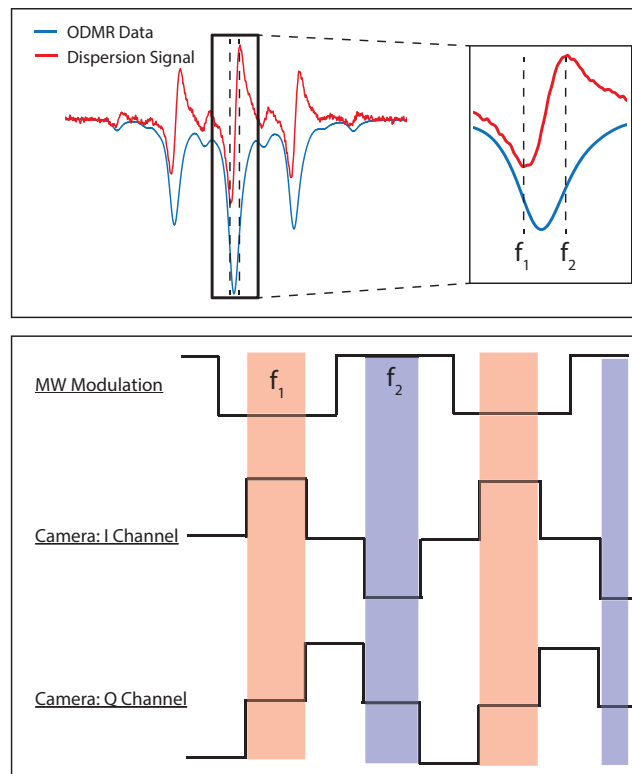 ODMR Data
Dispersion Signal
f₁ f₂
MW Modulation
f₁ f₂
Camera: I Channel
Camera: Q Channel